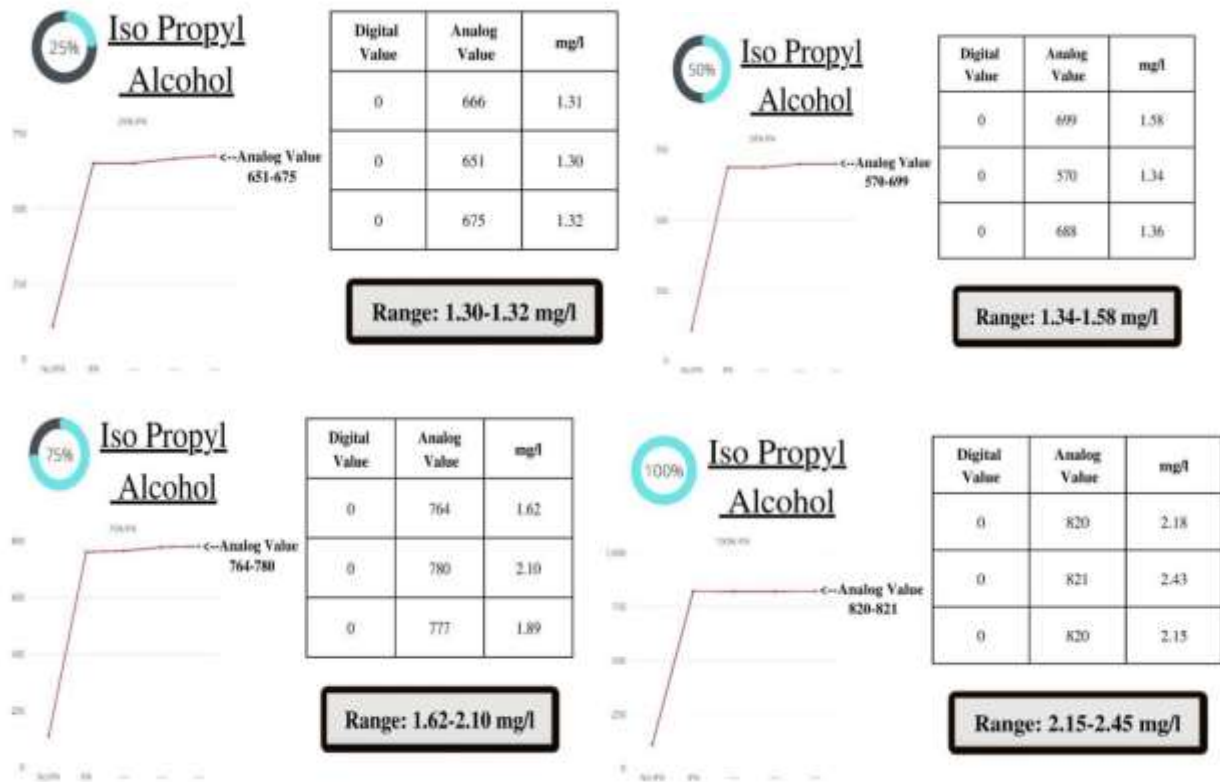 25%
Iso Propyl
Alcohol
Digital Value
Analog Value
mg/l
0 666 1.31
0 651 1.30
0 675 1.32
<--Analog Value
651-675
Range: 1.30-1.32 mg/l
50%
Iso Propyl
Alcohol
Digital Value
Analog Value
mg/l
0 699 1.58
0 570 1.34
0 688 1.36
<--Analog Value
570-699
Range: 1.34-1.58 mg/l
75%
Iso Propyl
Alcohol
Digital Value
Analog Value
mg/l
0 764 1.62
0 780 2.10
0 777 1.89
<--Analog Value
764-780
Range: 1.62-2.10 mg/l
100%
Iso Propyl
Alcohol
Digital Value
Analog Value
mg/l
0 820 2.18
0 821 2.43
0 820 2.15
<--Analog Value
820-821
Range: 2.15-2.45 mg/l